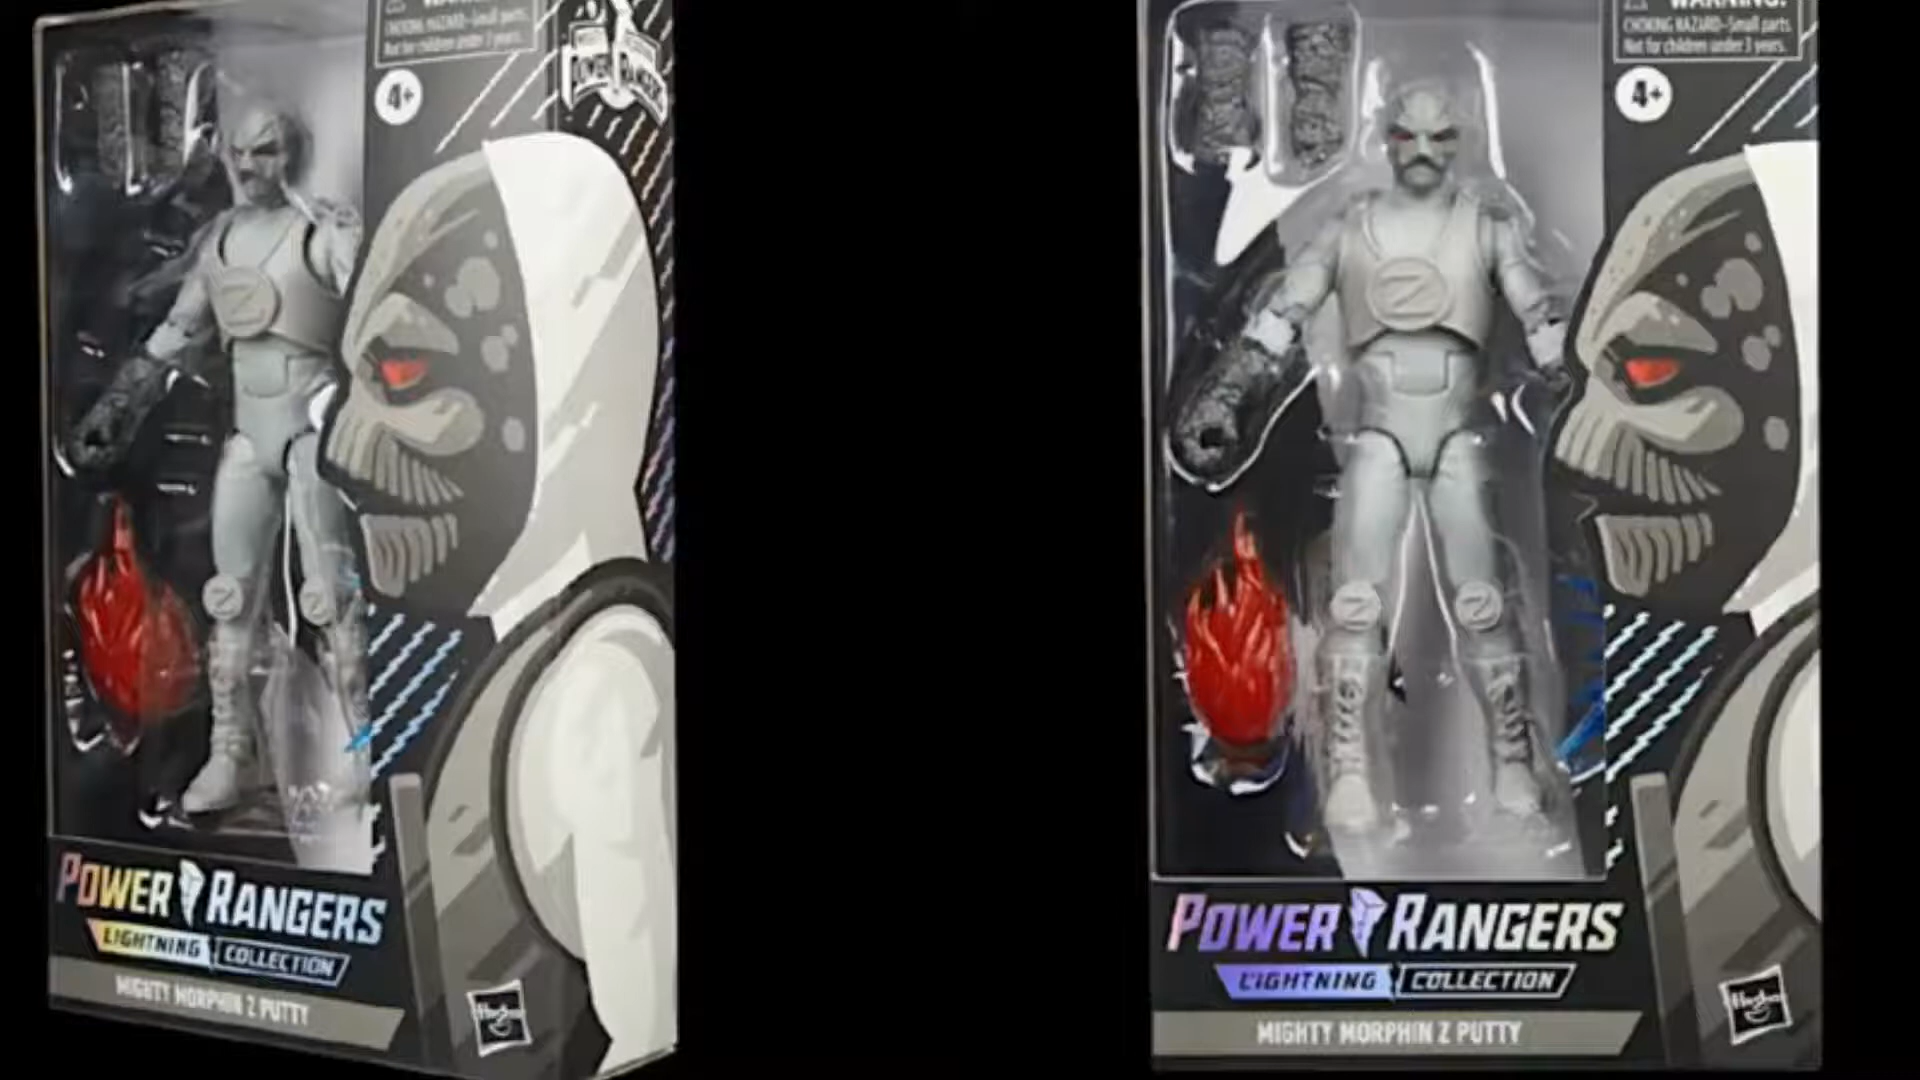 WARNING:
CHOKING HAZARD-Small parts.
Not for children under 3 years.
4+
POWER RANGERS
Z
Z
Z
POWER RANGERS
LIGHTNING COLLECTION
MIGHTY MORPHIN Z PUTTY
Hasbro
WARNING:
CHOKING HAZARD-Small parts.
Not for children under 3 years.
4+
Z
Z
Z
POWER RANGERS
LIGHTNING COLLECTION
MIGHTY MORPHIN Z PUTTY
Hasbro